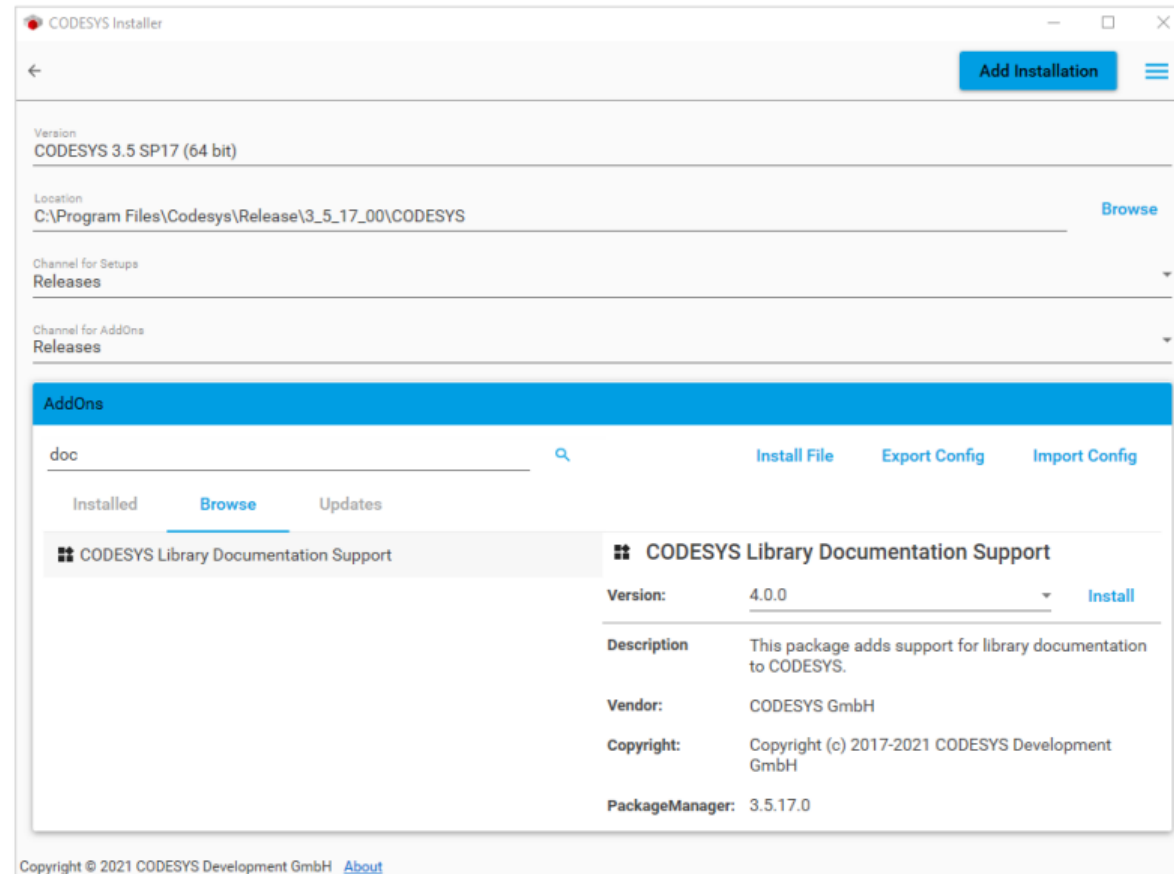 CODESYS Installer
Add Installation
Version
CODESYS 3.5 SP17 (64 bit)
Location
C:\Program Files\Codesys\Release\3_5_17_00\CODESYS
Browse
Channel for Setups
Releases
Channel for AddOns
Releases
AddOns
doc
Install File Export Config Import Config
Installed Browse Updates
CODESYS Library Documentation Support
CODESYS Library Documentation Support
Version: 4.0.0 Install
Description This package adds support for library documentation
to CODESYS.
Vendor: CODESYS GmbH
Copyright: Copyright (c) 2017-2021 CODESYS Development
GmbH
PackageManager: 3.5.17.0
Copyright © 2021 CODESYS Development GmbH About